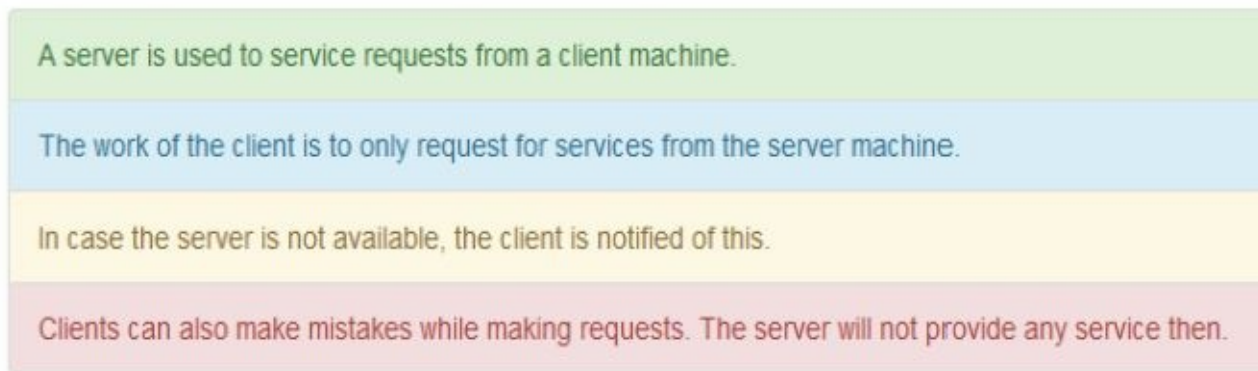 A server is used to service requests from a client machine.
The work of the client is to only request for services from the server machine.
In case the server is not available, the client is notified of this.
Clients can also make mistakes while making requests. The server will not provide any service then.